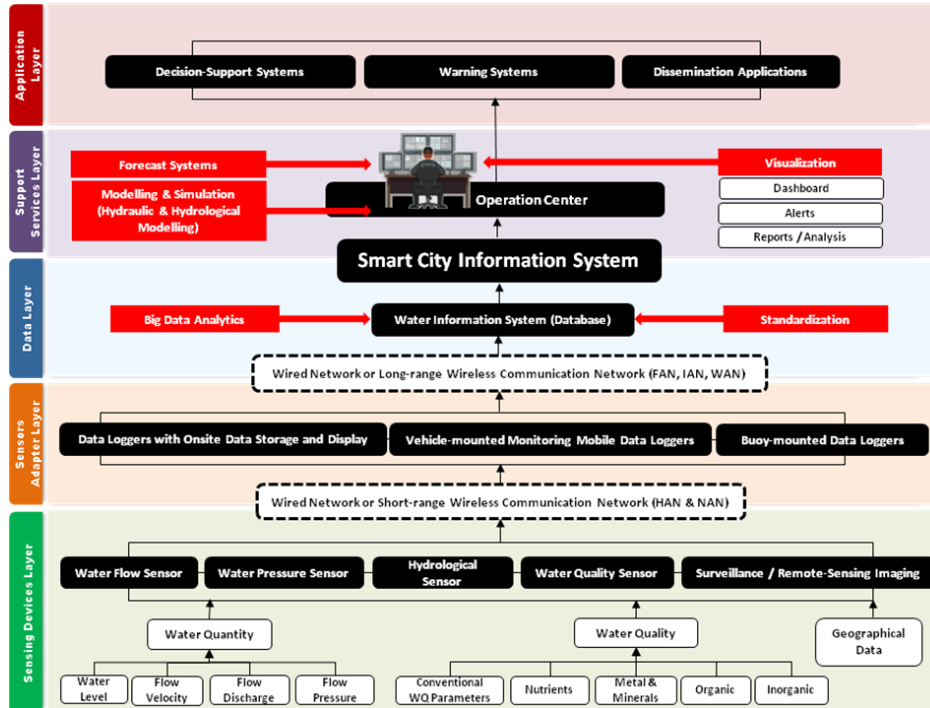 Application
Layer
Decision-Support Systems
Warning Systems
Dissemination Applications
Support
Services Layer
Forecast Systems
Modelling & Simulation
(Hydraulic & Hydrological
Modelling)
Operation Center
Visualization
Dashboard
Alerts
Reports / Analysis
Smart City Information System
Data Layer
Big Data Analytics
Water Information System (Database)
Standardization
Wired Network or Long-range Wireless Communication Network (FAN, IAN, WAN)
Sensors
Adapter Layer
Data Loggers with Onsite Data Storage and Display
Vehicle-mounted Monitoring Mobile Data Loggers
Buoy-mounted Data Loggers
Wired Network or Short-range Wireless Communication Network (HAN & NAN)
Sensing Devices Layer
Water Flow Sensor
Water Pressure Sensor
Hydrological
Sensor
Water Quality Sensor
Surveillance / Remote-Sensing Imaging
Water Quantity
Water Quality
Geographical
Data
Water
Level
Flow
Velocity
Flow
Discharge
Flow
Pressure
Conventional
WQ Parameters
Nutrients
Metal &
Minerals
Organic
Inorganic